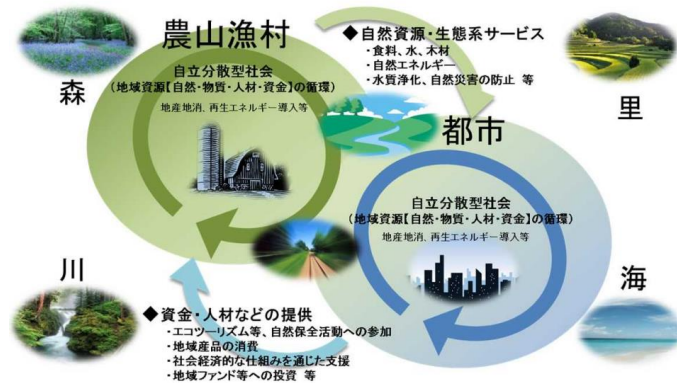 農山漁村
森
自立分散型社会
(地域資源【自然・物質・人材・資金】の循環)
地産地消、再生エネルギー導入等
◆自然資源・生態系サービス
・食料、水、木材
・自然エネルギー
・水質浄化、自然災害の防止 等
里
都市
自立分散型社会
(地域資源【自然・物質・人材・資金】の循環)
地産地消、再生エネルギー導入等
川
◆資金・人材などの提供
・エコツーリズム等、自然保全活動への参加
・地域産品の消費
・社会経済的な仕組みを通じた支援
・地域ファンド等への投資 等
海